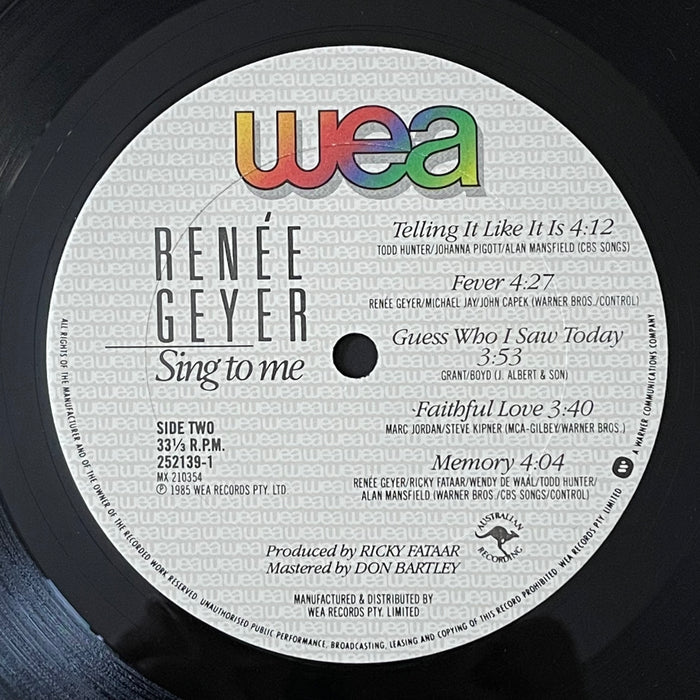 wea
RENÉE
GEYER
Sing to me
SIDE TWO
33⅓ R.P.M.
252139-1
MX 210354
Ⓟ 1985 WEA RECORDS PTY. LTD
Telling It Like It Is 4:12
TODD HUNTER/JOHANNA PIGOTT/ALAN MANSFIELD (CBS SONGS)
Fever 4:27
RENÉE GEYER/MICHAEL JAY/JOHN CAPEK (WARNER BROS./CONTROL)
Guess Who I Saw Today
3:53
GRANT/BOYD (J. ALBERT & SON)
Faithful Love 3:40
MARC JORDAN/STEVE KIPNER (MCA-GILBEY/WARNER BROS.)
Memory 4:04
RENÉE GEYER/RICKY FATAAR/WENDY DE WAAL/TODD HUNTER/
ALAN MANSFIELD (WARNER BROS./CBS SONGS/CONTROL)
AUSTRALIAN
RECORDING
Produced by RICKY FATAAR
Mastered by DON BARTLEY
MANUFACTURED & DISTRIBUTED BY
WEA RECORDS PTY. LIMITED
ALL RIGHTS OF THE MANUFACTURER AND OF THE OWNER OF THE RECORDED WORK RESERVED. UNAUTHORISED PUBLIC PERFORMANCE, BROADCASTING, LEASING AND COPYING OF THIS RECORD PROHIBITED. WEA RECORDS PTY. LIMITED
A WARNER COMMUNICATIONS COMPANY